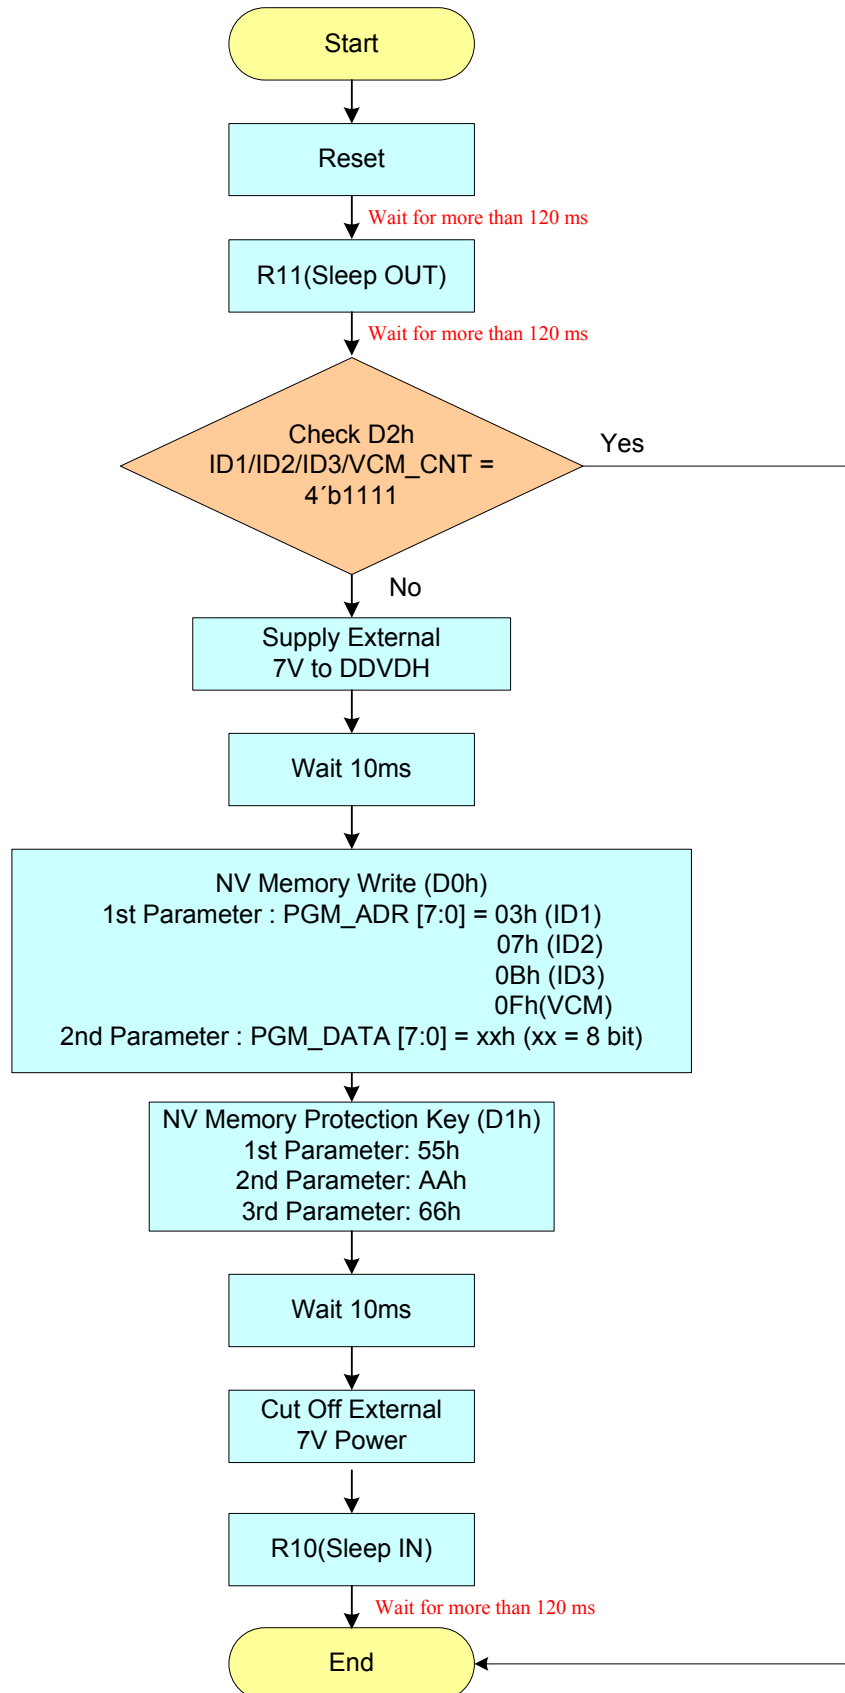 Start
Reset
Wait for more than 120 ms
R11(Sleep OUT)
Wait for more than 120 ms
Check D2h
ID1/ID2/ID3/VCM_CNT =
4´b1111
Yes
No
Supply External
7V to DDVDH
Wait 10ms
NV Memory Write (D0h)
1st Parameter : PGM_ADR [7:0] = 03h (ID1)
07h (ID2)
0Bh (ID3)
0Fh(VCM)
2nd Parameter : PGM_DATA [7:0] = xxh (xx = 8 bit)
NV Memory Protection Key (D1h)
1st Parameter: 55h
2nd Parameter: AAh
3rd Parameter: 66h
Wait 10ms
Cut Off External
7V Power
R10(Sleep IN)
Wait for more than 120 ms
End